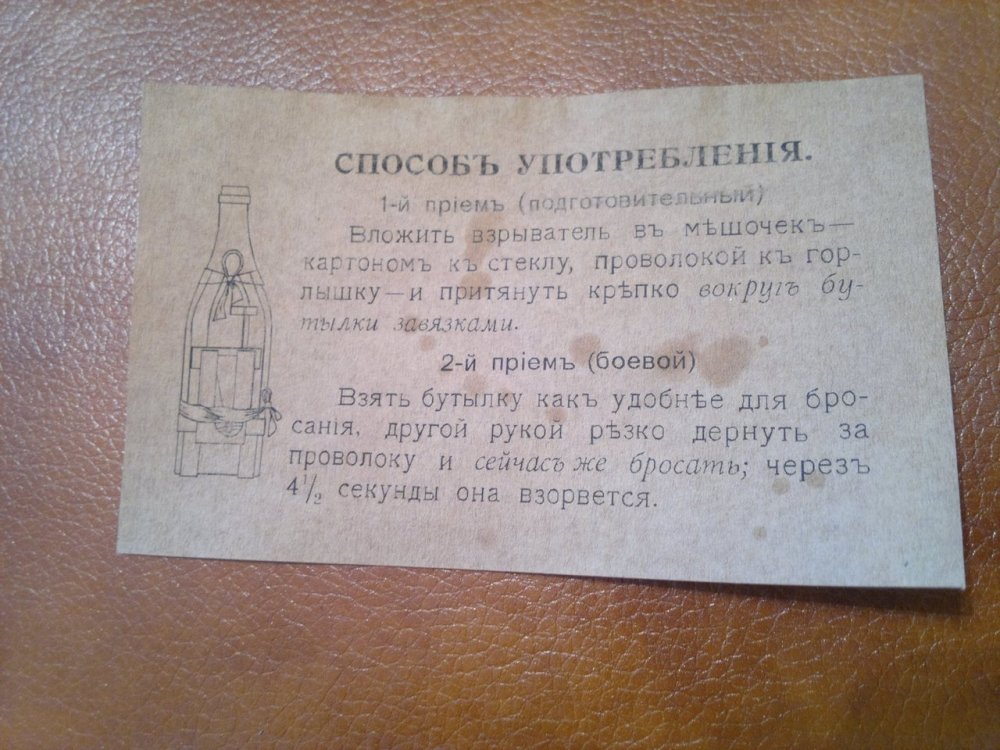 СПОСОБЪ УПОТРЕБЛЕНІЯ.
1-й пріемъ (подготовительный)
Вложить взрыватель въ мѣшочекъ—
картономъ къ стеклу, проволокой къ гор-
лышку—и притянуть крѣпко вокругъ бу-
тылки завязками.
2-й пріемъ (боевой)
Взять бутылку какъ удобнѣе для бро-
санія, другой рукой рѣзко дернуть за
проволоку и сейчасъ же бросать; черезъ
4½ секунды она взорвется.